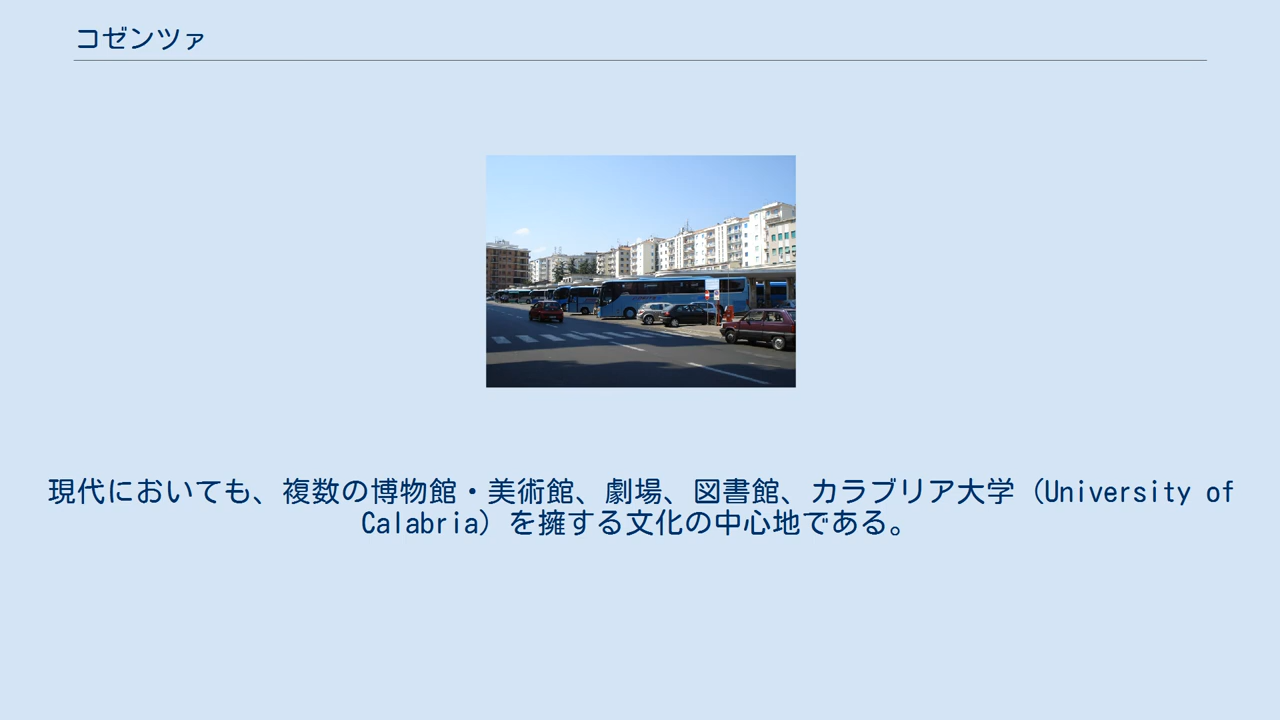 コゼンツァ
現代においても、複数の博物館・美術館、劇場、図書館、カラブリア大学（University of
Calabria）を擁する文化の中心地である。